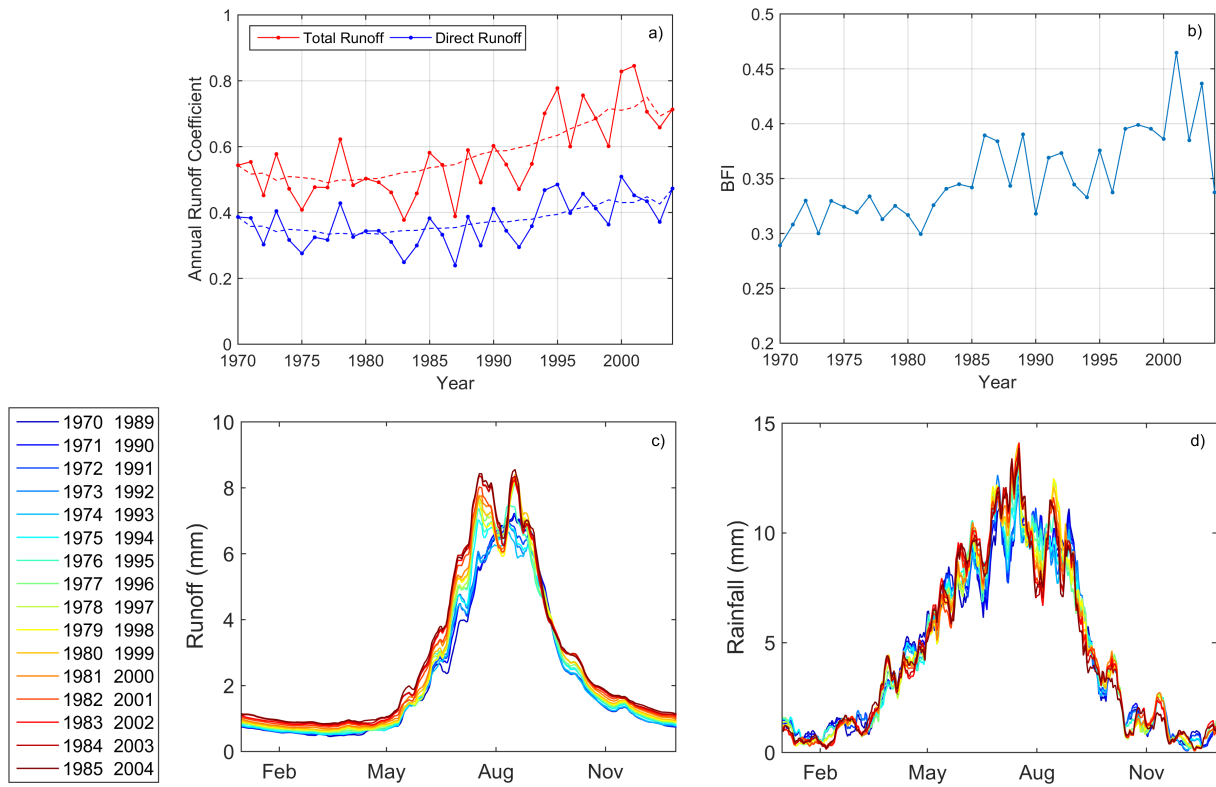 a)
Total Runoff Direct Runoff
Annual Runoff Coefficient
1
0.8
0.6
0.4
0.2
0
1970 1975 1980 1985 1990 1995 2000
Year
b)
BFI
0.5
0.45
0.4
0.35
0.3
0.25
0.2
1970 1975 1980 1985 1990 1995 2000
Year
1970 1989
1971 1990
1972 1991
1973 1992
1974 1993
1975 1994
1976 1995
1977 1996
1978 1997
1979 1998
1980 1999
1981 2000
1982 2001
1983 2002
1984 2003
1985 2004
c)
Runoff (mm)
10
8
6
4
2
0
Feb May Aug Nov
d)
Rainfall (mm)
15
10
5
0
Feb May Aug Nov